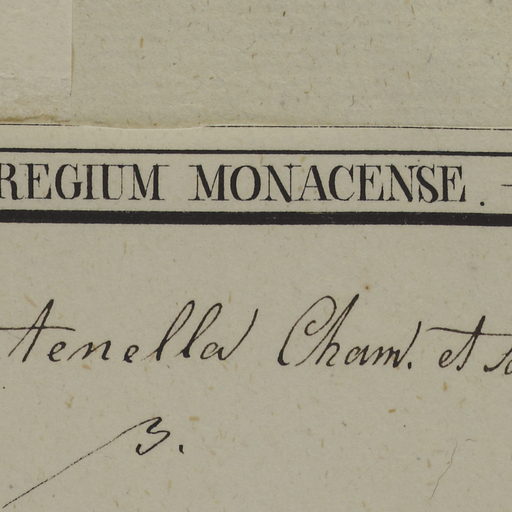 REGIUM MONACENSE. —
tenella Cham. et
3.